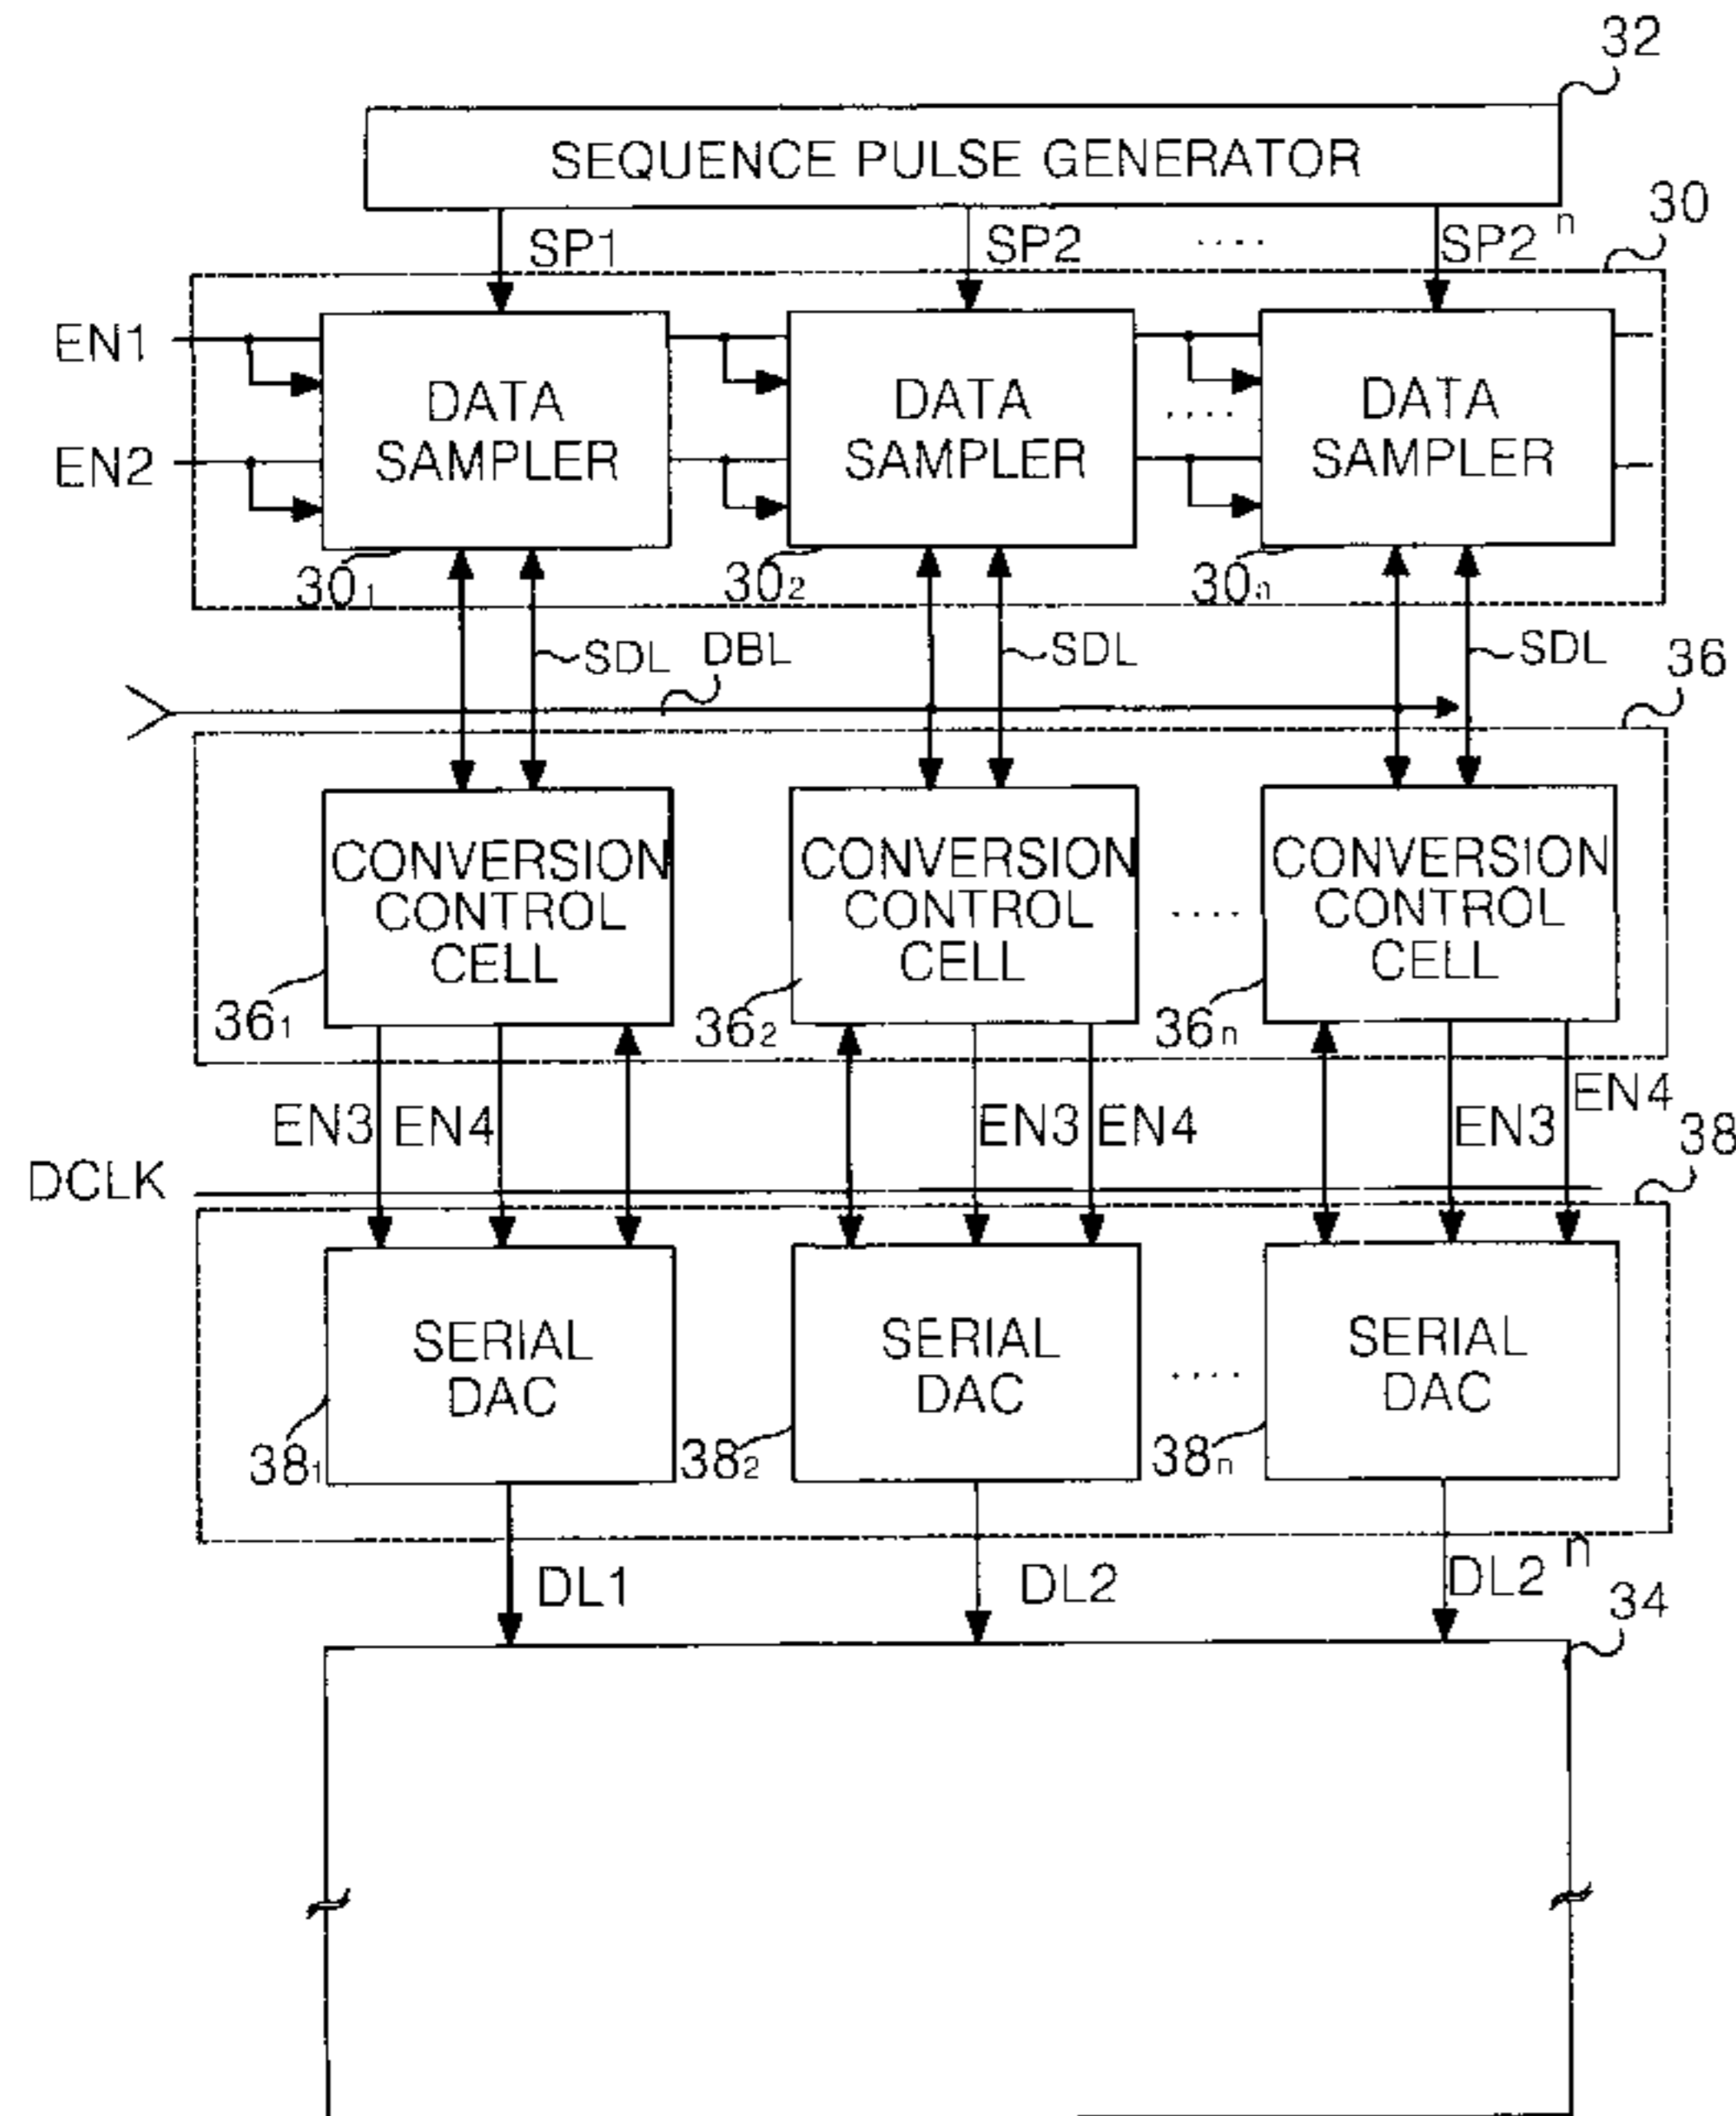 32
SEQUENCE PULSE GENERATOR
30
SP1 SP2 .... SP2ⁿ
EN1
DATA SAMPLER DATA SAMPLER .... DATA SAMPLER
EN2
30₁ 30₂ 30ₙ
SDL DBL SDL SDL
36
CONVERSION CONTROL CELL CONVERSION CONTROL CELL .... CONVERSION CONTROL CELL
36₁ 36₂ 36ₙ
EN3 EN4 EN3 EN4 EN3 EN4
DCLK
38
SERIAL DAC SERIAL DAC .... SERIAL DAC
38₁ 38₂ 38ₙ
DL1 DL2 DL2ⁿ
34